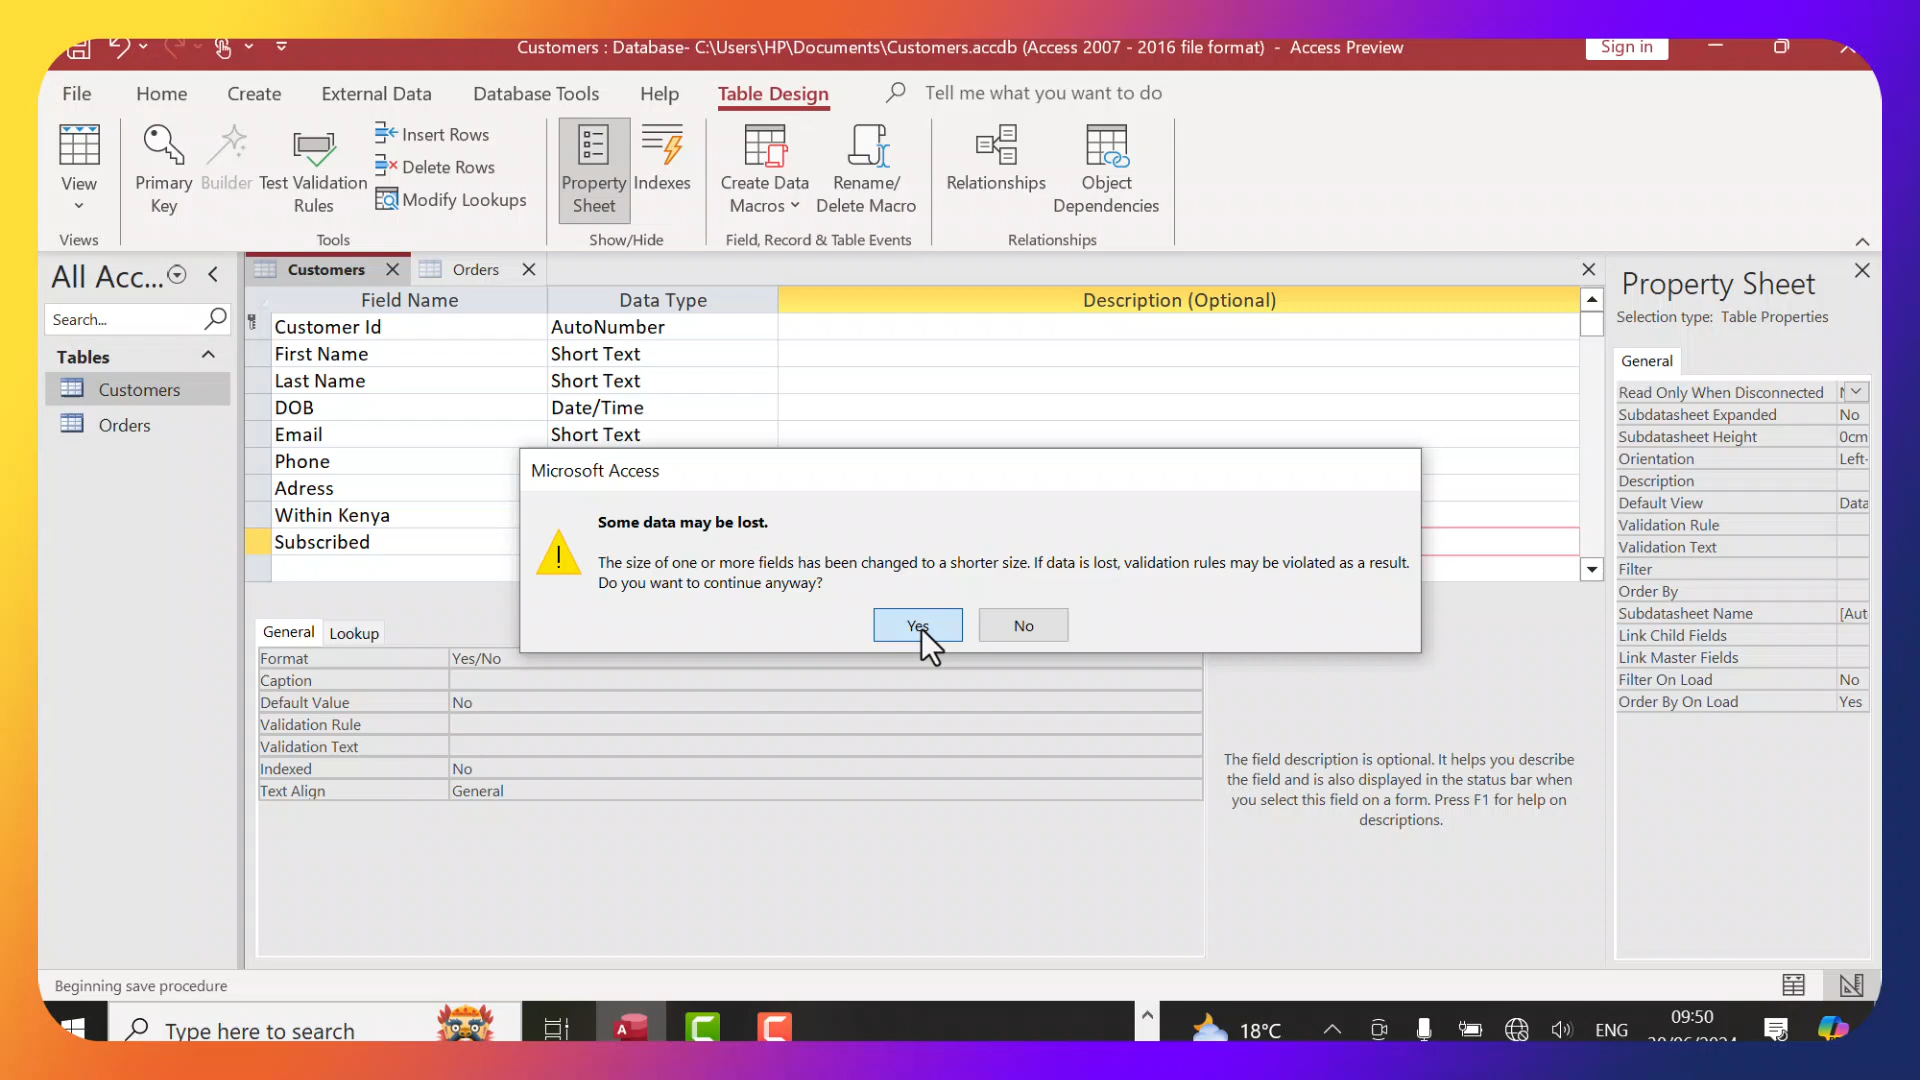 Customers : Database- C:\Users\HP\Documents\Customers.accdb (Access 2007 - 2016 file format) - Access Preview
Sign in
File Home Create External Data Database Tools Help Table Design Tell me what you want to do
View
Primary Key
Builder
Test Validation Rules
Insert Rows
Delete Rows
Modify Lookups
Property Sheet
Indexes
Create Data Macros
Rename/ Delete Macro
Relationships
Object Dependencies
Views
Tools
Show/Hide
Field, Record & Table Events
Relationships
All Acc...
Search...
Tables
Customers
Orders
Customers
Orders
Field Name Data Type Description (Optional)
Customer Id AutoNumber
First Name Short Text
Last Name Short Text
DOB Date/Time
Email Short Text
Phone
Adress
Within Kenya
Subscribed
Microsoft Access
Some data may be lost.
The size of one or more fields has been changed to a shorter size. If data is lost, validation rules may be violated as a result.
Do you want to continue anyway?
Yes
No
General Lookup
Format Yes/No
Caption
Default Value No
Validation Rule
Validation Text
Indexed No
Text Align General
The field description is optional. It helps you describe
the field and is also displayed in the status bar when
you select this field on a form. Press F1 for help on
descriptions.
Property Sheet
Selection type: Table Properties
General
Read Only When Disconnected
Subdatasheet Expanded No
Subdatasheet Height 0cm
Orientation Left-
Description
Default View Data
Validation Rule
Validation Text
Filter
Order By
Subdatasheet Name [Aut
Link Child Fields
Link Master Fields
Filter On Load No
Order By On Load Yes
Beginning save procedure
Type here to search
18°C
ENG
09:50